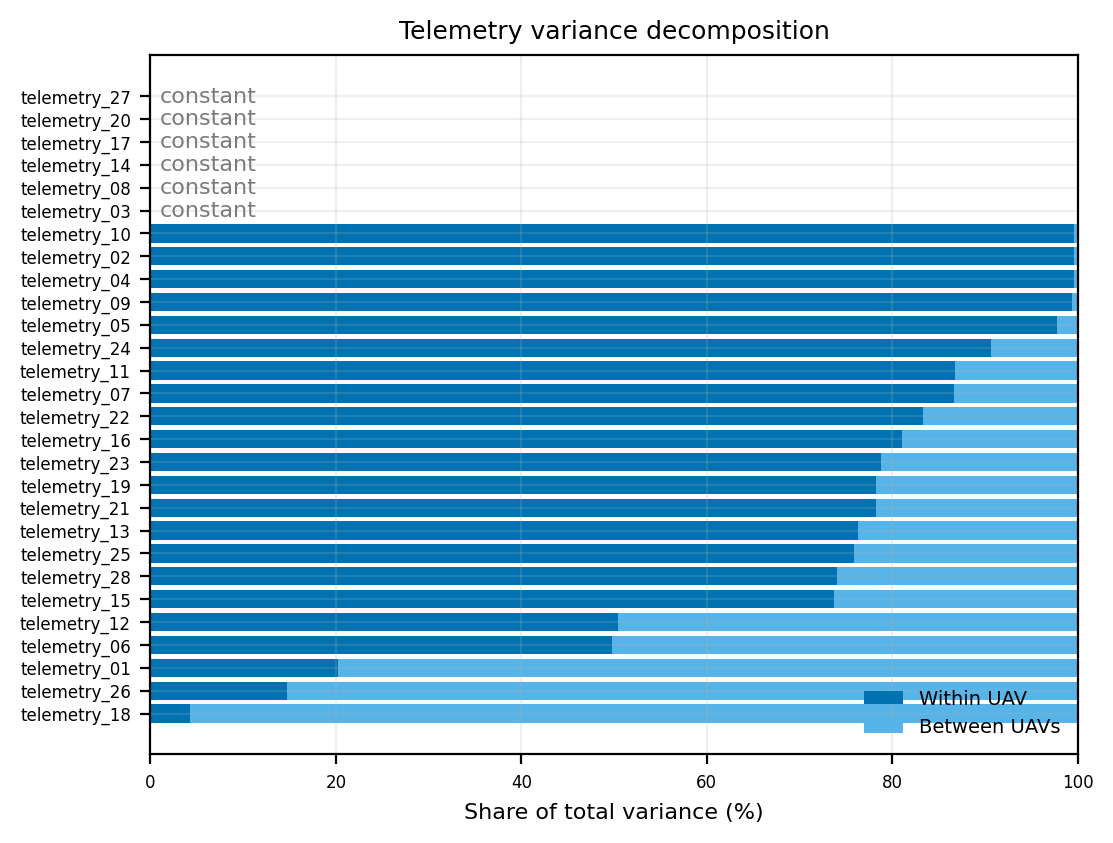 Telemetry variance decomposition
telemetry_27 constant
telemetry_20 constant
telemetry_17 constant
telemetry_14 constant
telemetry_08 constant
telemetry_03 constant
telemetry_10
telemetry_02
telemetry_04
telemetry_09
telemetry_05
telemetry_24
telemetry_11
telemetry_07
telemetry_22
telemetry_16
telemetry_23
telemetry_19
telemetry_21
telemetry_13
telemetry_25
telemetry_28
telemetry_15
telemetry_12
telemetry_06
telemetry_01
telemetry_26
telemetry_18
Within UAV
Between UAVs
0 20 40 60 80 100
Share of total variance (%)